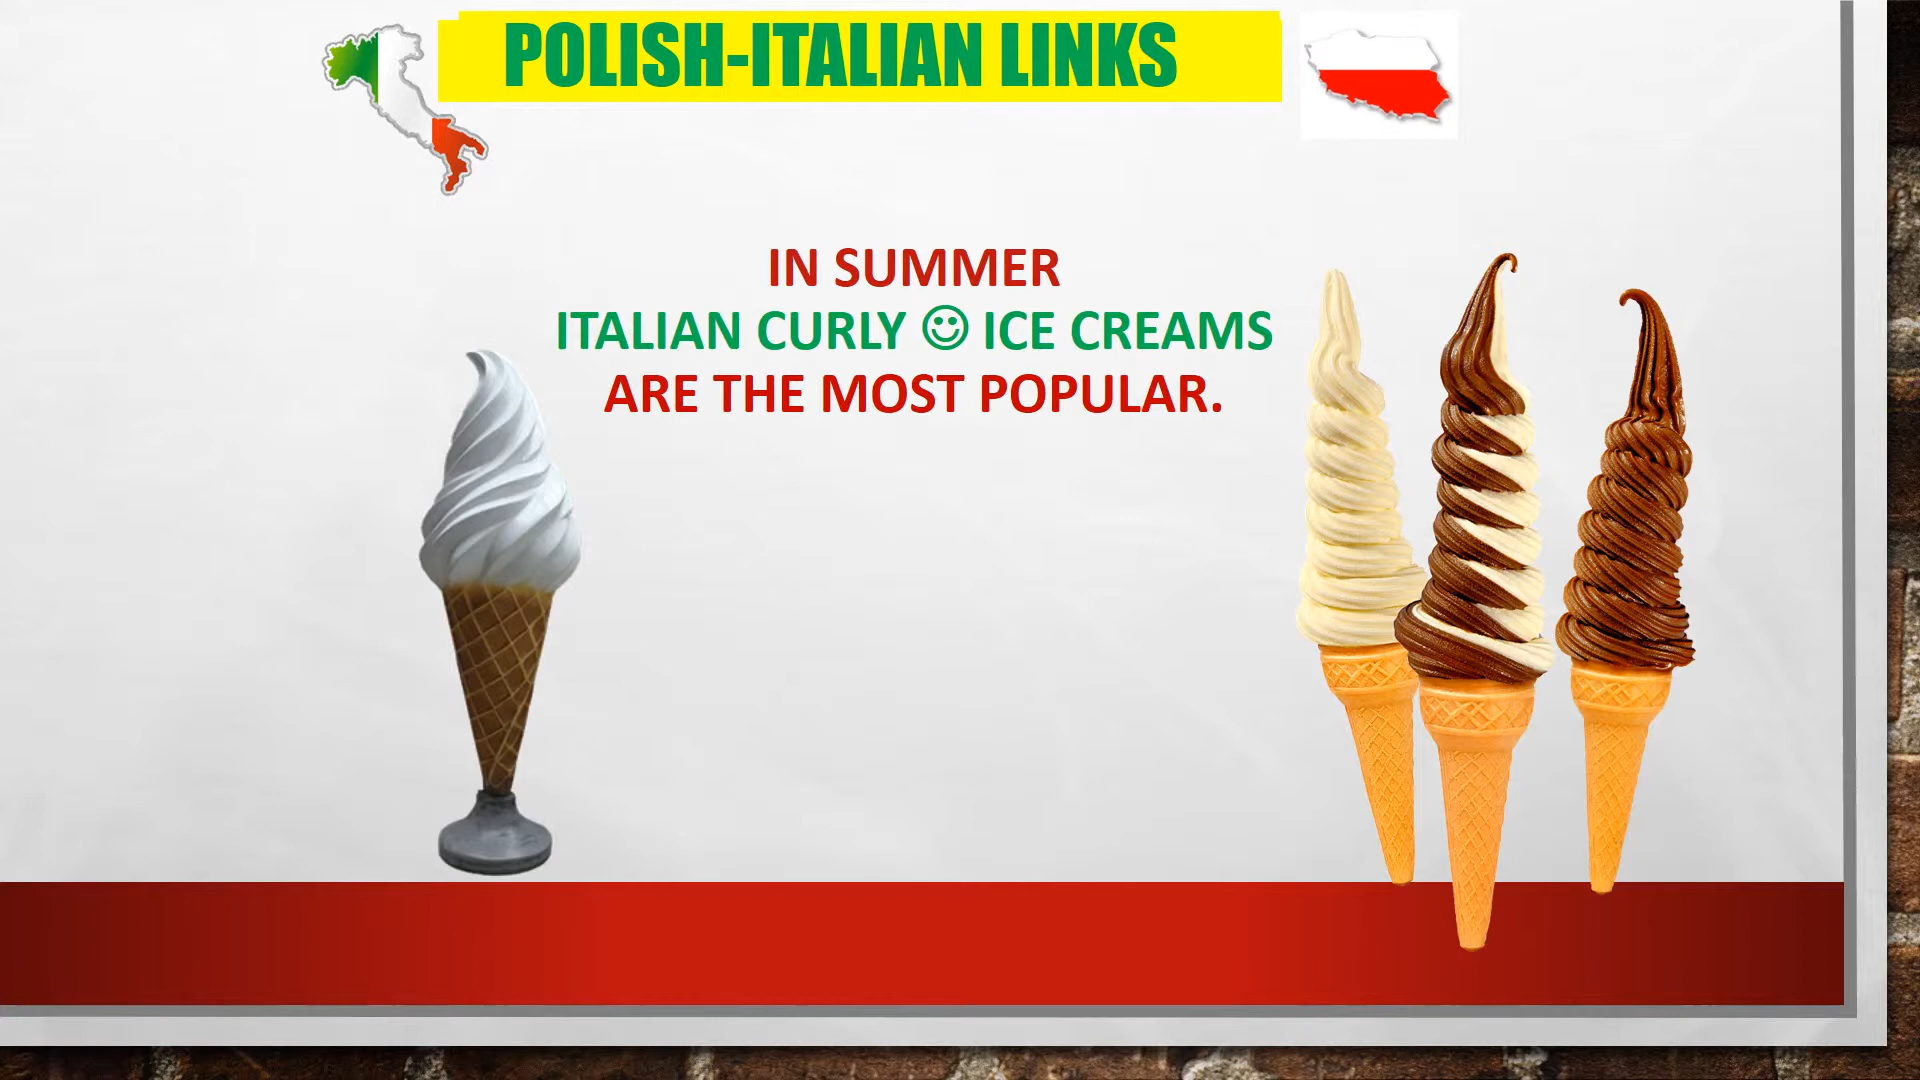 POLISH-ITALIAN LINKS
IN SUMMER
ITALIAN CURLY ☺ ICE CREAMS
ARE THE MOST POPULAR.